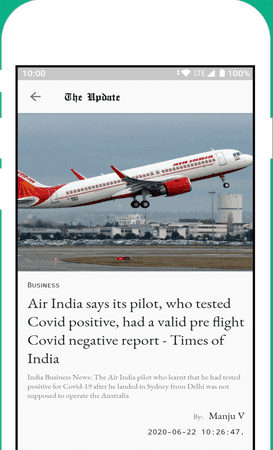 10:00 LTE 100%
The Update
AIR INDIA
Business
Air India says its pilot, who tested
Covid positive, had a valid pre flight
Covid negative report - Times of
India
India Business News: The Air India pilot who learnt that he had tested
positive for Covid-19 after he landed in Sydney from Delhi was not
supposed to operate the Australia
By: Manju V
2020-06-22 10:26:47.